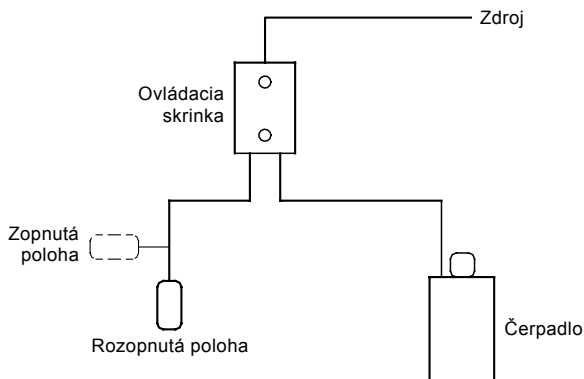 Zdroj
Ovládacia
skrinka
Zopnutá
poloha
Rozopnutá poloha
Čerpadlo